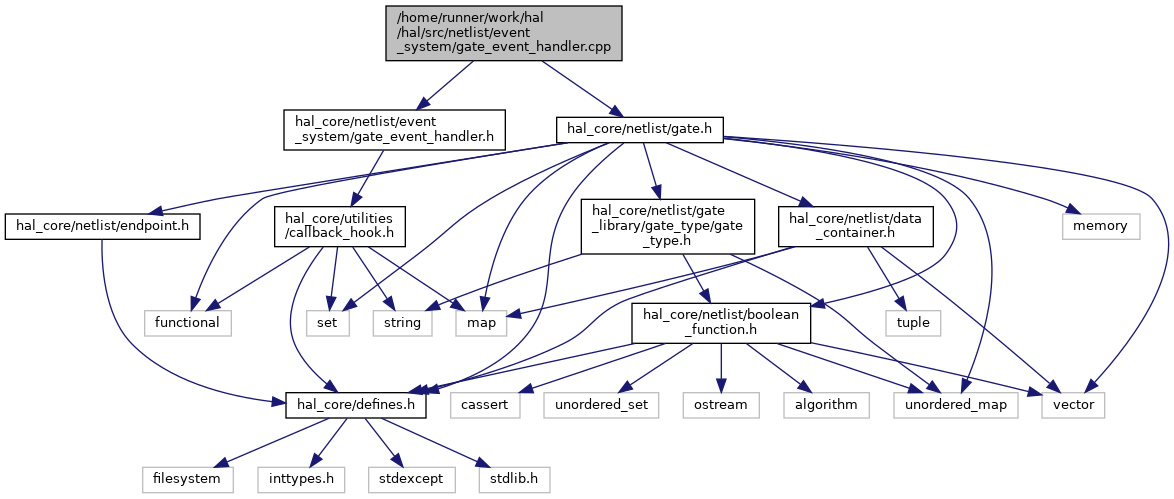 /home/runner/work/hal
/hal/src/netlist/event
_system/gate_event_handler.cpp
hal_core/netlist/event
_system/gate_event_handler.h
hal_core/netlist/gate.h
hal_core/netlist/endpoint.h
hal_core/utilities
/callback_hook.h
hal_core/netlist/gate
_library/gate_type/gate
_type.h
hal_core/netlist/data
_container.h
memory
functional
set
string
map
hal_core/netlist/boolean
_function.h
tuple
hal_core/defines.h
cassert
unordered_set
ostream
algorithm
unordered_map
vector
filesystem
inttypes.h
stdexcept
stdlib.h